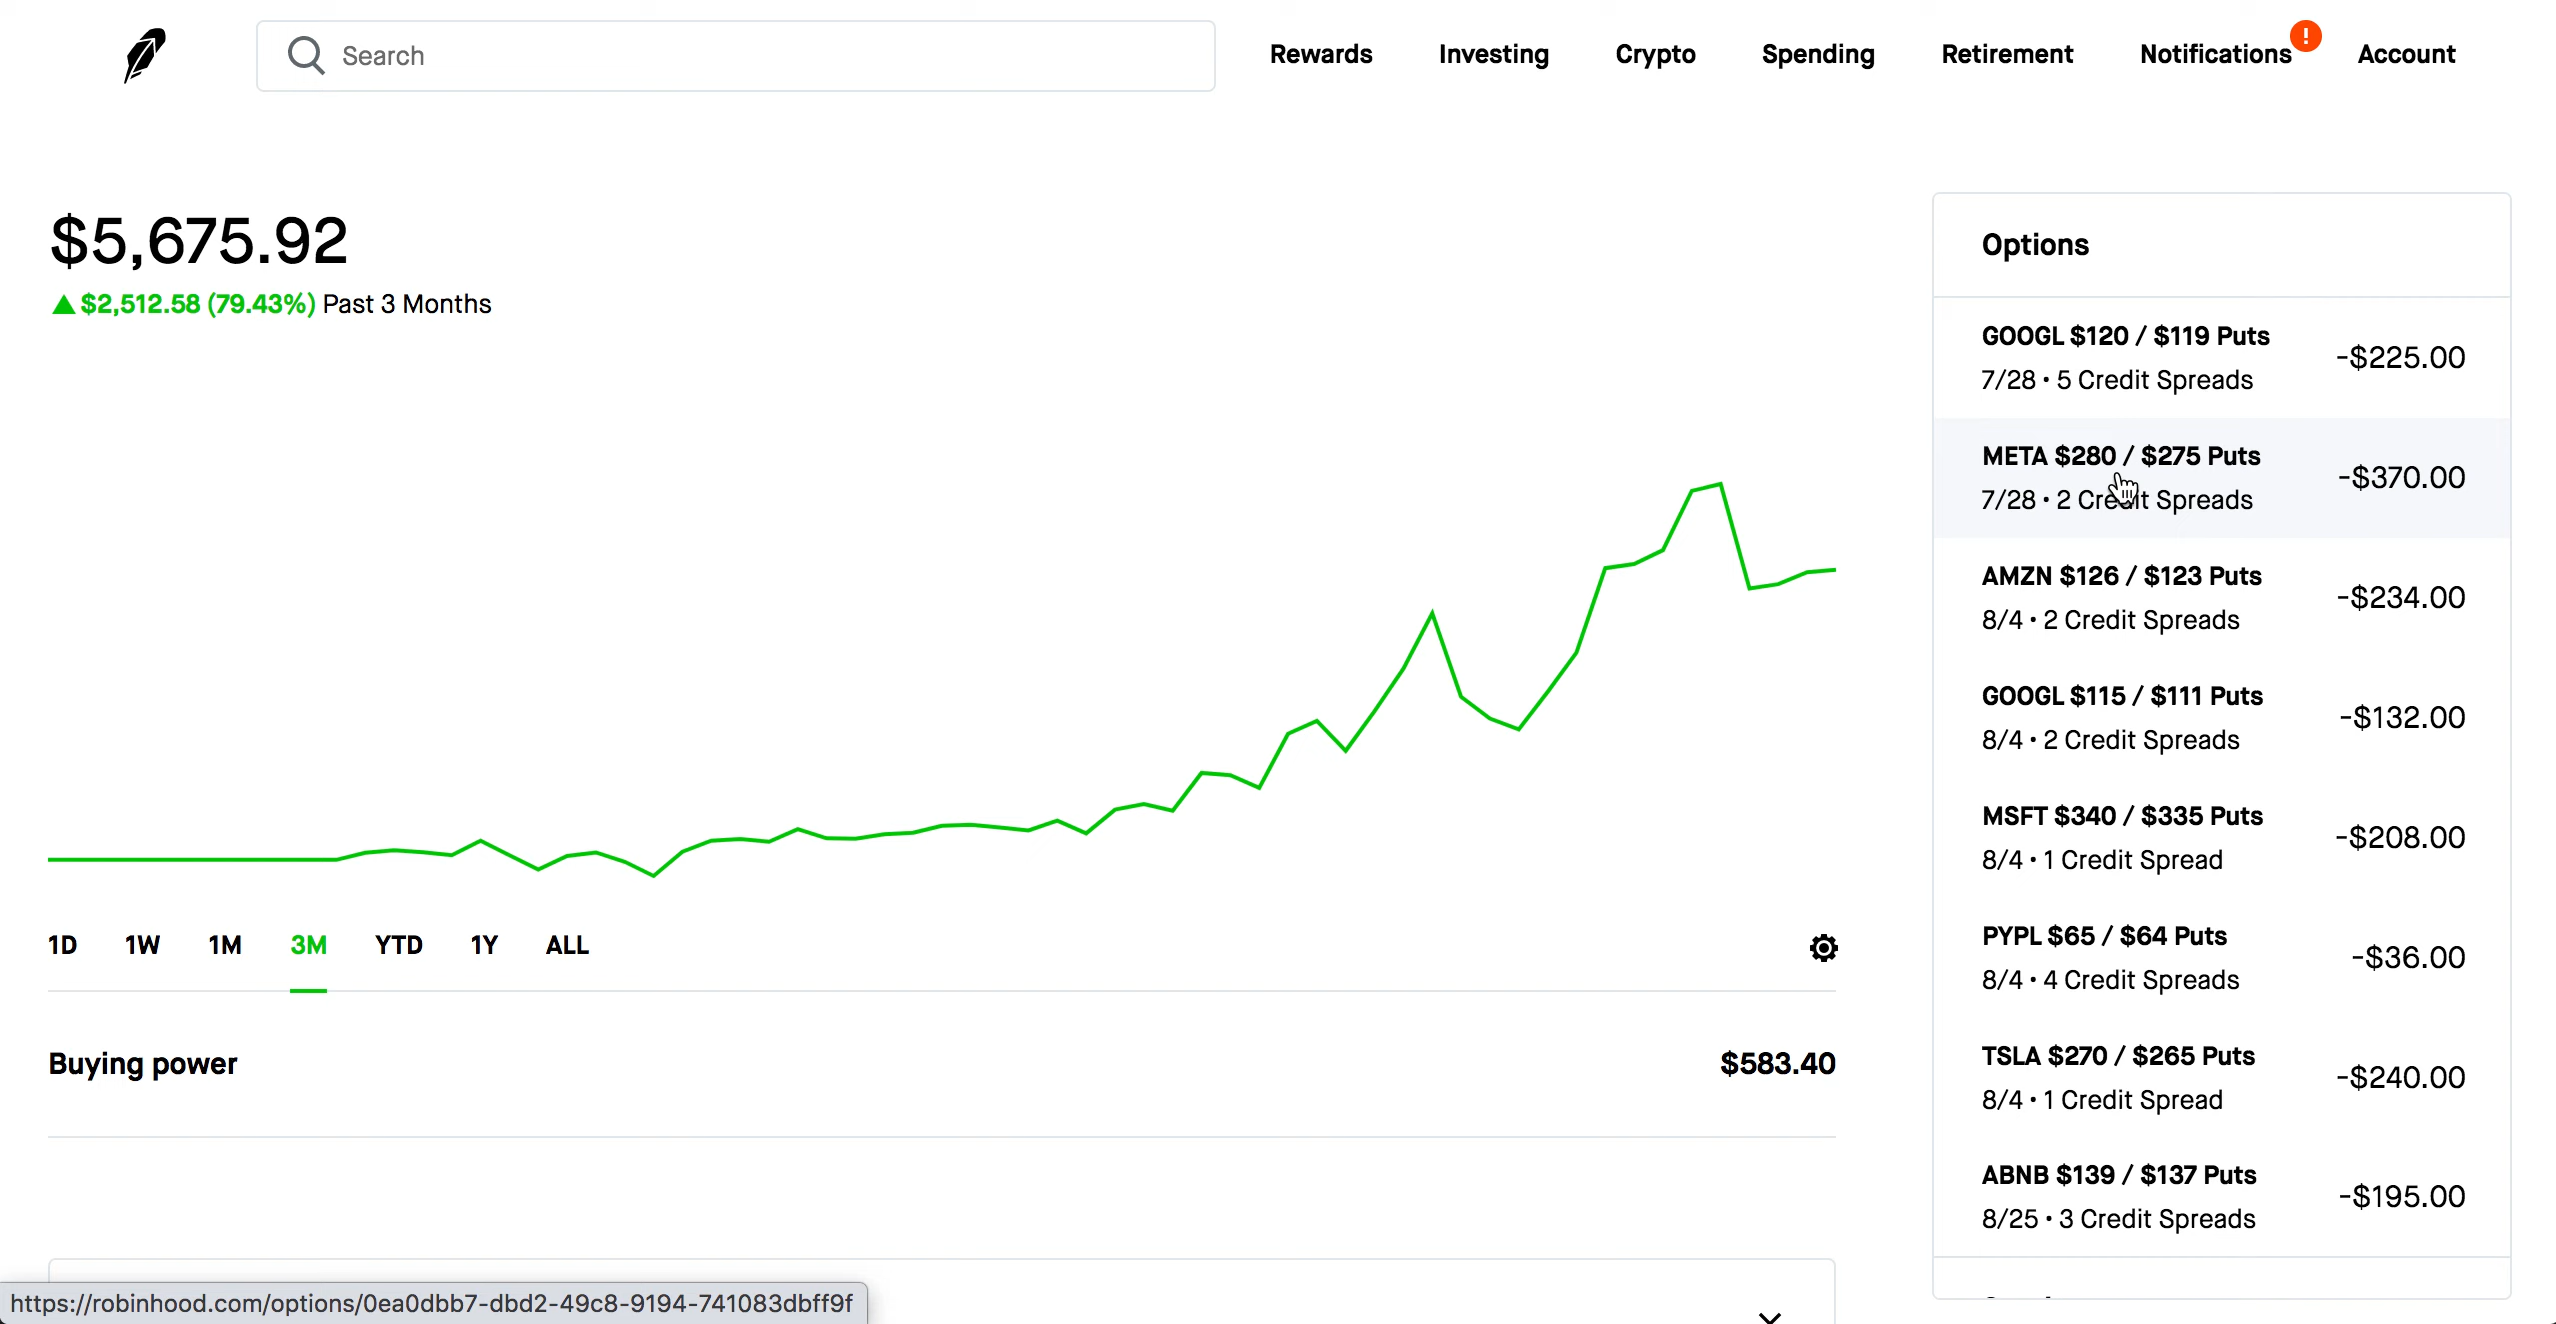 Search
Rewards
Investing
Crypto
Spending
Retirement
Notifications
!
Account
$5,675.92
▲$2,512.58 (79.43%) Past 3 Months
1D
1W
1M
3M
YTD
1Y
ALL
Buying power
$583.40
Options
GOOGL $120 / $119 Puts
7/28 • 5 Credit Spreads
-$225.00
META $280 / $275 Puts
7/28 • 2 Credit Spreads
-$370.00
AMZN $126 / $123 Puts
8/4 • 2 Credit Spreads
-$234.00
GOOGL $115 / $111 Puts
8/4 • 2 Credit Spreads
-$132.00
MSFT $340 / $335 Puts
8/4 • 1 Credit Spread
-$208.00
PYPL $65 / $64 Puts
8/4 • 4 Credit Spreads
-$36.00
TSLA $270 / $265 Puts
8/4 • 1 Credit Spread
-$240.00
ABNB $139 / $137 Puts
8/25 • 3 Credit Spreads
-$195.00
https://robinhood.com/options/0ea0dbb7-dbd2-49c8-9194-741083dbff9f